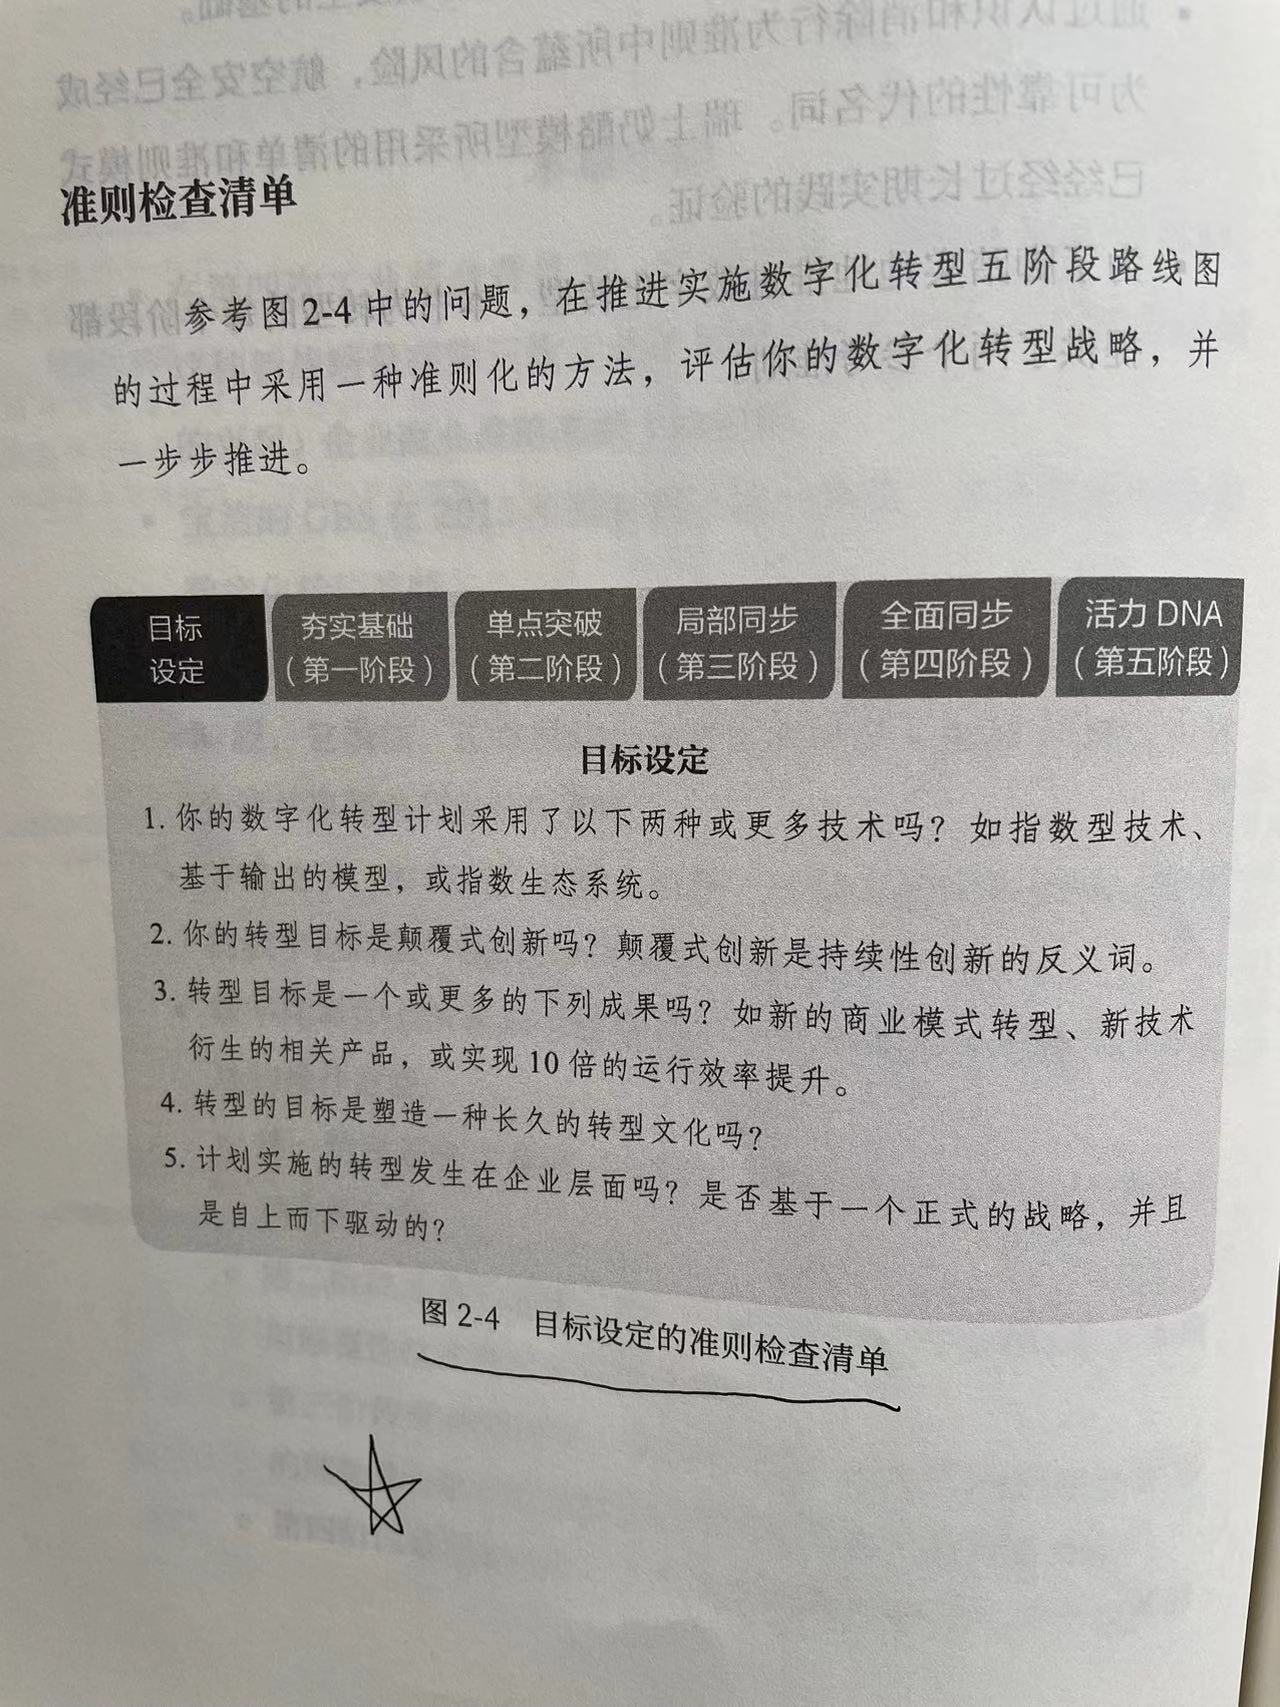 准则检查清单
参考图 2-4 中的问题，在推进实施数字化转型五阶段路线图
的过程中采用一种准则化的方法，评估你的数字化转型战略，并
一步步推进。
目标
设定
夯实基础
（第一阶段）
单点突破
（第二阶段）
局部同步
（第三阶段）
全面同步
（第四阶段）
活力 DNA
（第五阶段）
目标设定
1. 你的数字化转型计划采用了以下两种或更多技术吗？如指数型技术、
基于输出的模型，或指数生态系统。
2. 你的转型目标是颠覆式创新吗？颠覆式创新是持续性创新的反义词。
3. 转型目标是一个或更多的下列成果吗？如新的商业模式转型、新技术
衍生的相关产品，或实现 10 倍的运行效率提升。
4. 转型的目标是塑造一种长久的转型文化吗？
5. 计划实施的转型发生在企业层面吗？是否基于一个正式的战略，并且
是自上而下驱动的？
图 2-4 目标设定的准则检查清单